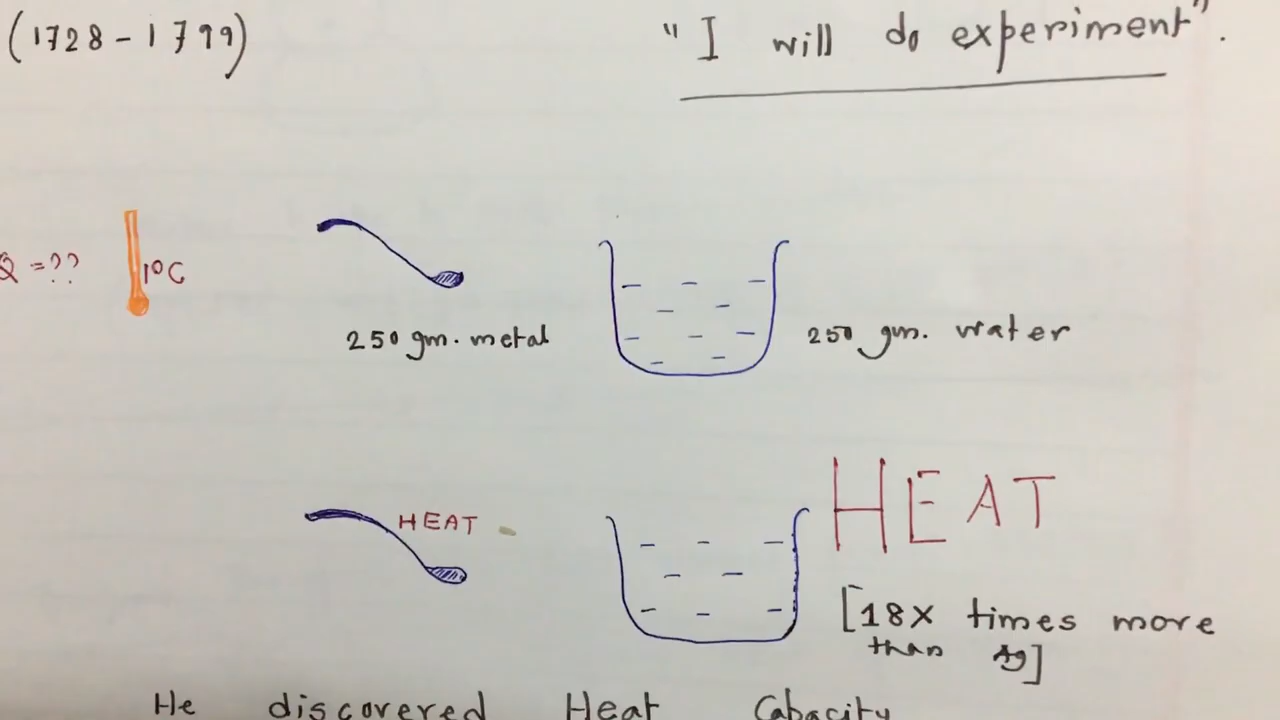 (1728-1799)
"I will do experiment".
Q =??
1°C
250 gm. metal
250 gm. water
HEAT
HEAT
[18X times more
than Ag]
He discovered Heat Capacity